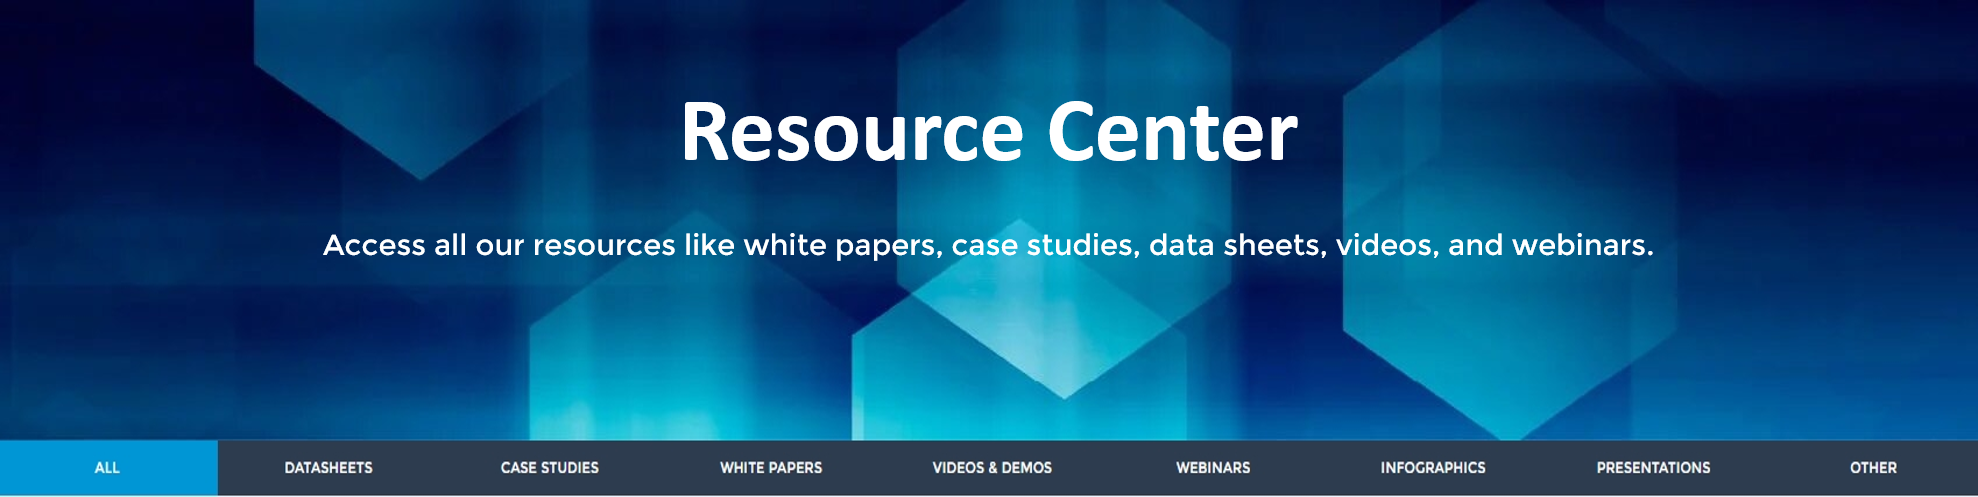 Resource Center
Access all our resources like white papers, case studies, data sheets, videos, and webinars.
ALL DATASHEETS CASE STUDIES WHITE PAPERS VIDEOS & DEMOS WEBINARS INFOGRAPHICS PRESENTATIONS OTHER